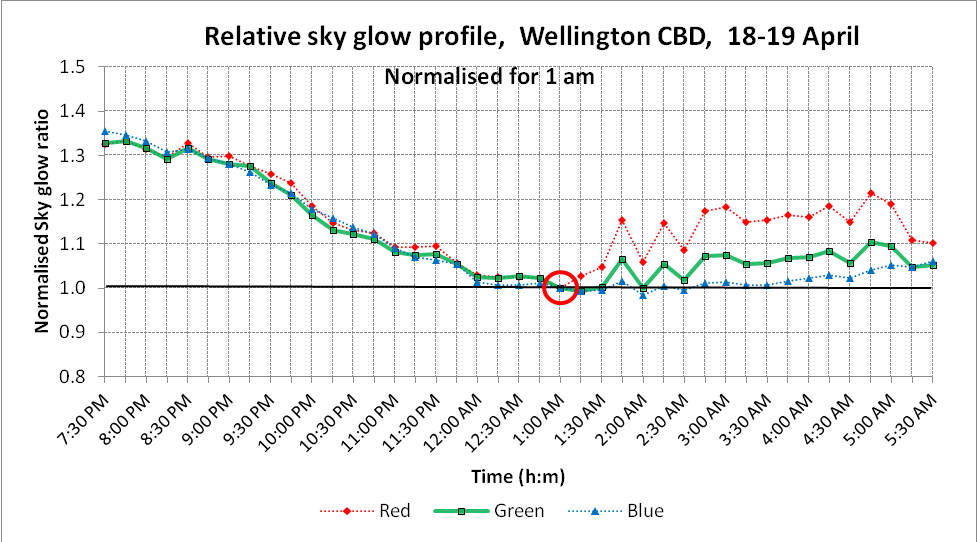 Relative sky glow profile, Wellington CBD, 18-19 April
Normalised for 1 am
Normalised Sky glow ratio
1.5
1.4
1.3
1.2
1.1
1.0
0.9
0.8
7:30 PM
8:00 PM
8:30 PM
9:00 PM
9:30 PM
10:00 PM
10:30 PM
11:00 PM
11:30 PM
12:00 AM
12:30 AM
1:00 AM
1:30 AM
2:00 AM
2:30 AM
3:00 AM
3:30 AM
4:00 AM
4:30 AM
5:00 AM
5:30 AM
Time (h:m)
Red Green Blue